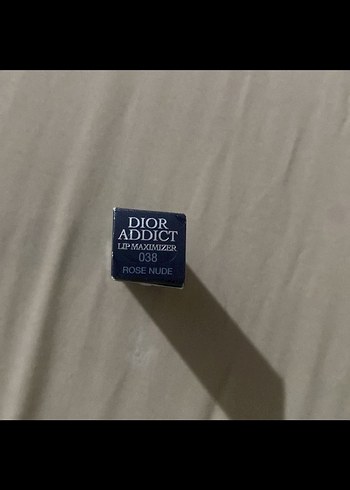 DIOR
ADDICT
LIP MAXIMIZER
038
ROSE NUDE